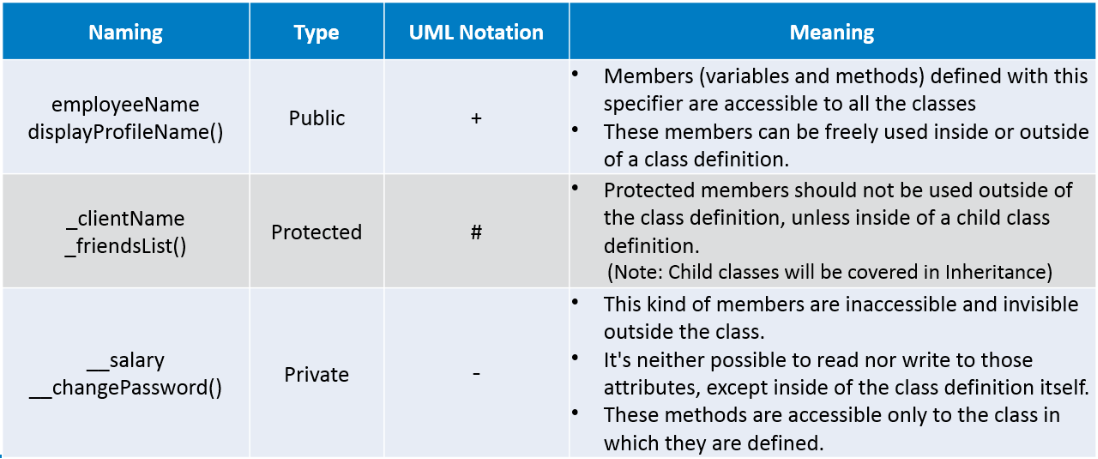 Naming Type UML Notation Meaning
employeeName
displayProfileName()
Public
+
• Members (variables and methods) defined with this
specifier are accessible to all the classes
• These members can be freely used inside or outside
of a class definition.
_clientName
_friendsList()
Protected
#
• Protected members should not be used outside of
the class definition, unless inside of a child class
definition.
(Note: Child classes will be covered in Inheritance)
__salary
__changePassword()
Private
-
• This kind of members are inaccessible and invisible
outside the class.
• It's neither possible to read nor write to those
attributes, except inside of the class definition itself.
• These methods are accessible only to the class in
which they are defined.